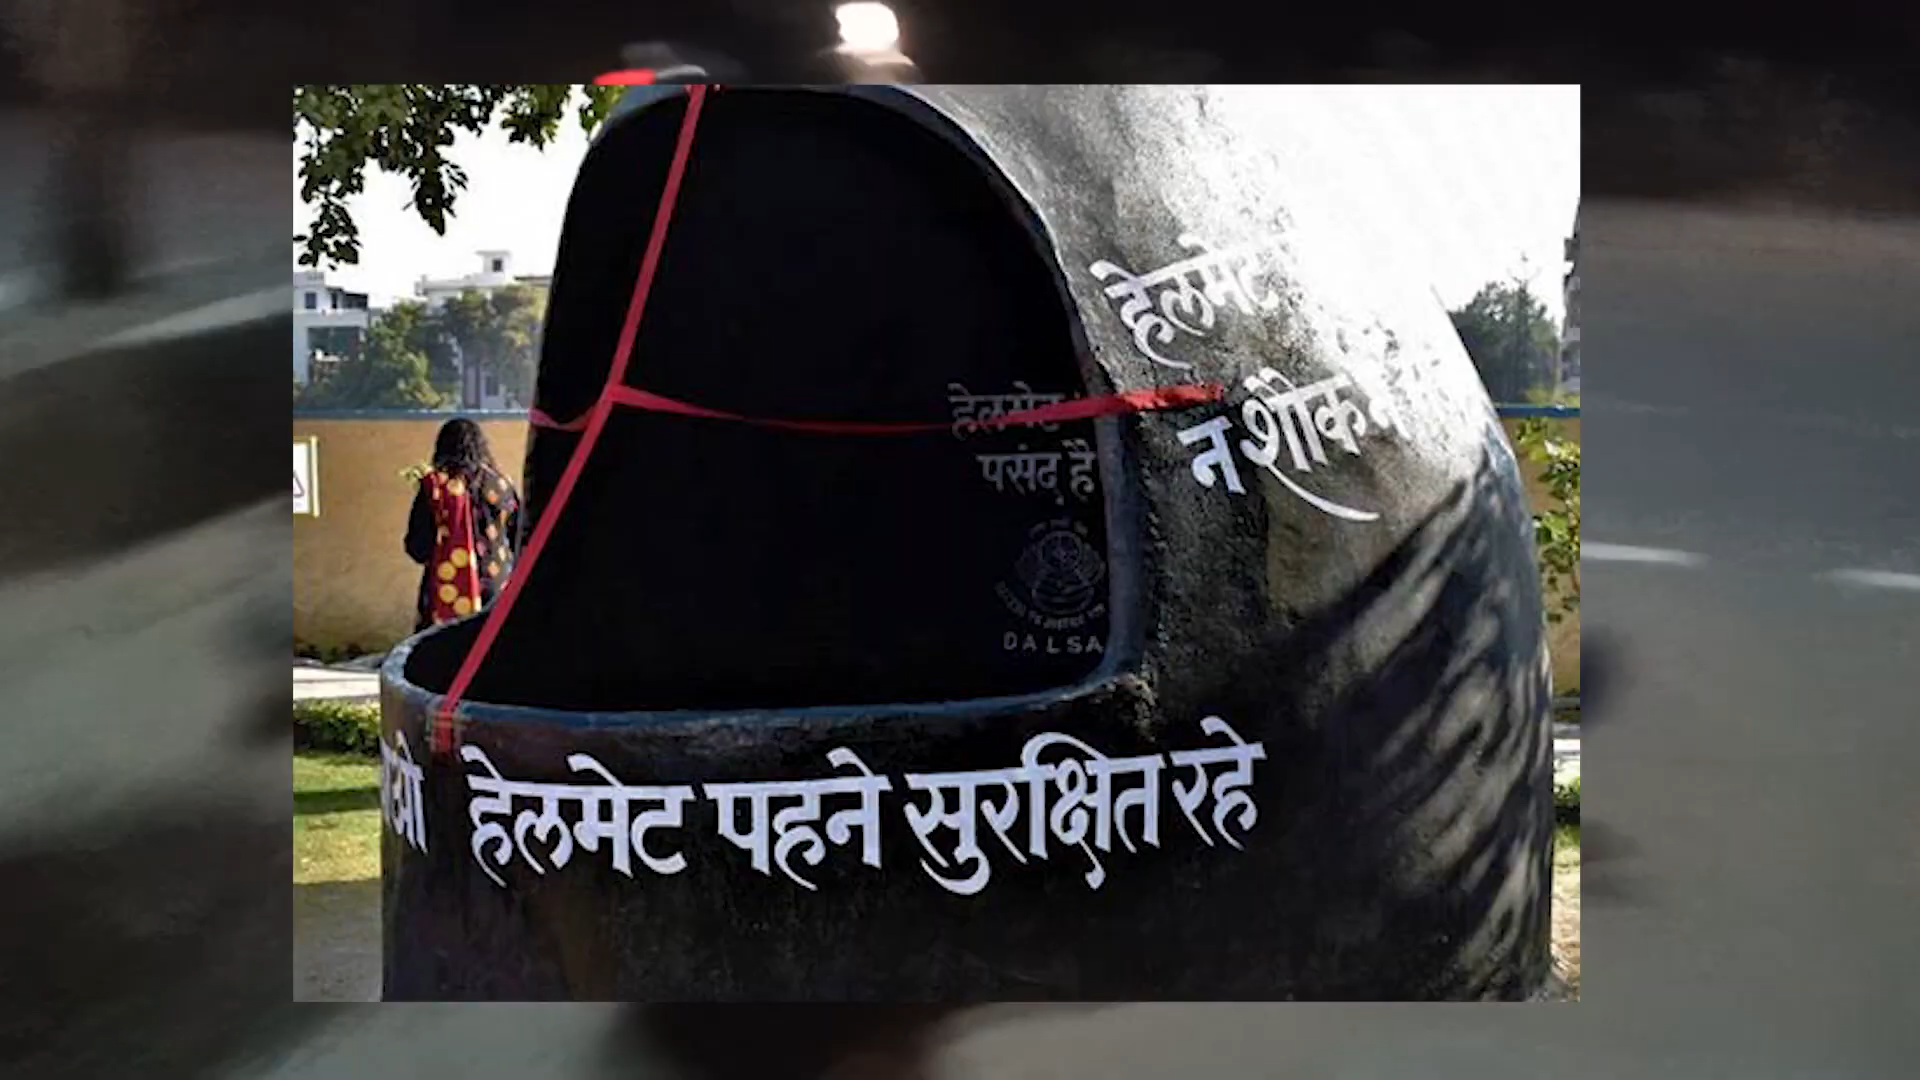 हेलमेट
न शौक न
हेलमेट
पसंद है
DALSA
हेलमेट पहने सुरक्षित रहे